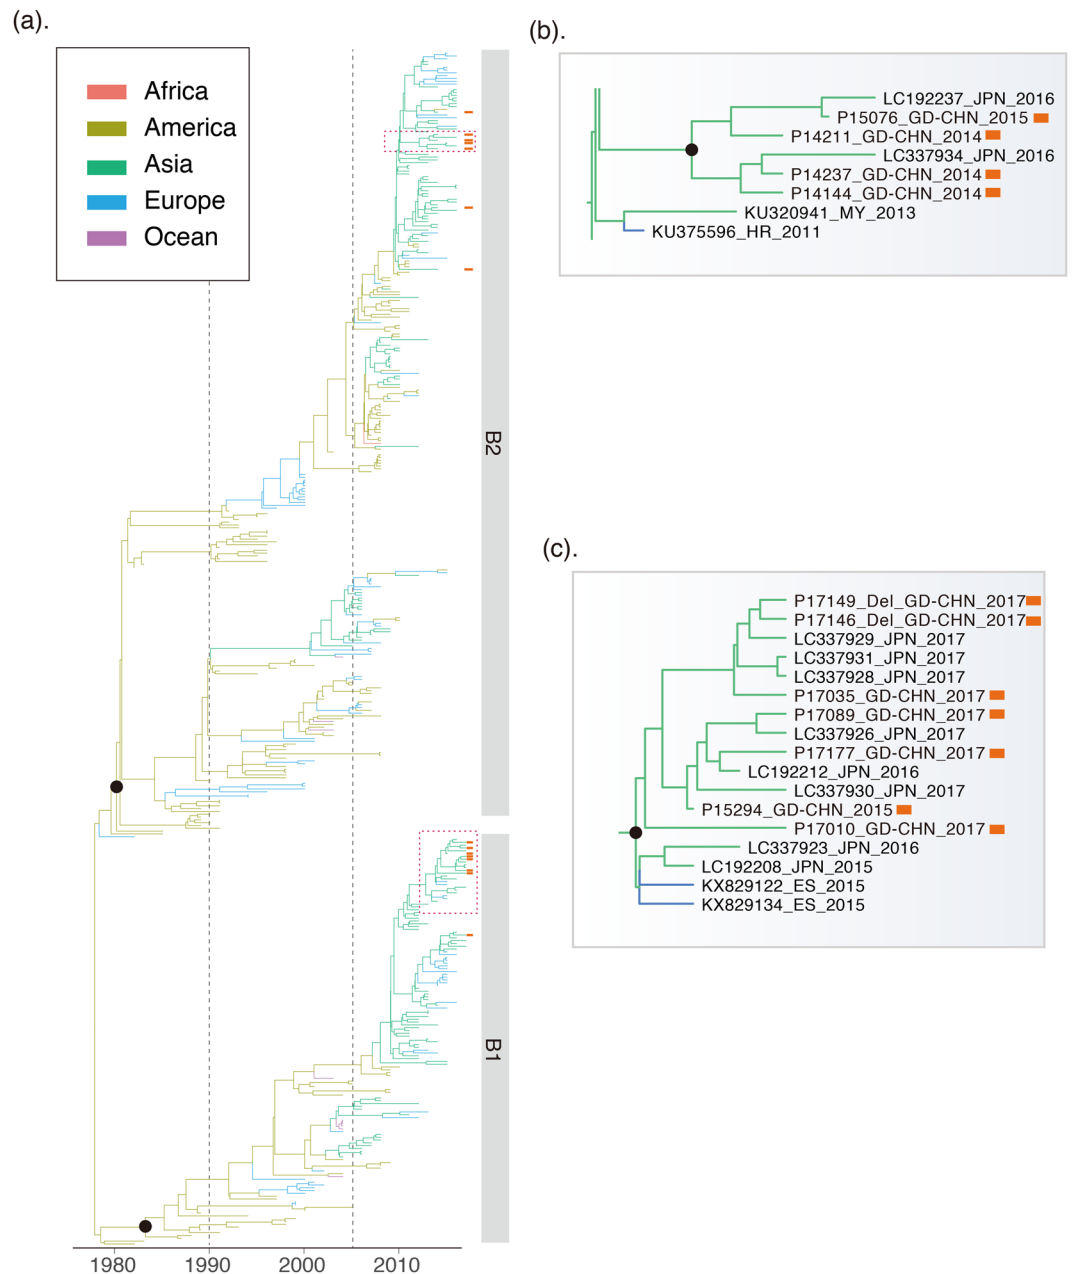 (a).
Africa
America
Asia
Europe
Ocean
B2
B1
1980
1990
2000
2010
(b).
LC192237_JPN_2016
P15076_GD-CHN_2015
P14211_GD-CHN_2014
LC337934_JPN_2016
P14237_GD-CHN_2014
P14144_GD-CHN_2014
KU320941_MY_2013
KU375596_HR_2011
(c).
P17149_Del_GD-CHN_2017
P17146_Del_GD-CHN_2017
LC337929_JPN_2017
LC337931_JPN_2017
LC337928_JPN_2017
P17035_GD-CHN_2017
P17089_GD-CHN_2017
LC337926_JPN_2017
P17177_GD-CHN_2017
LC192212_JPN_2016
LC337930_JPN_2017
P15294_GD-CHN_2015
P17010_GD-CHN_2017
LC337923_JPN_2016
LC192208_JPN_2015
KX829122_ES_2015
KX829134_ES_2015